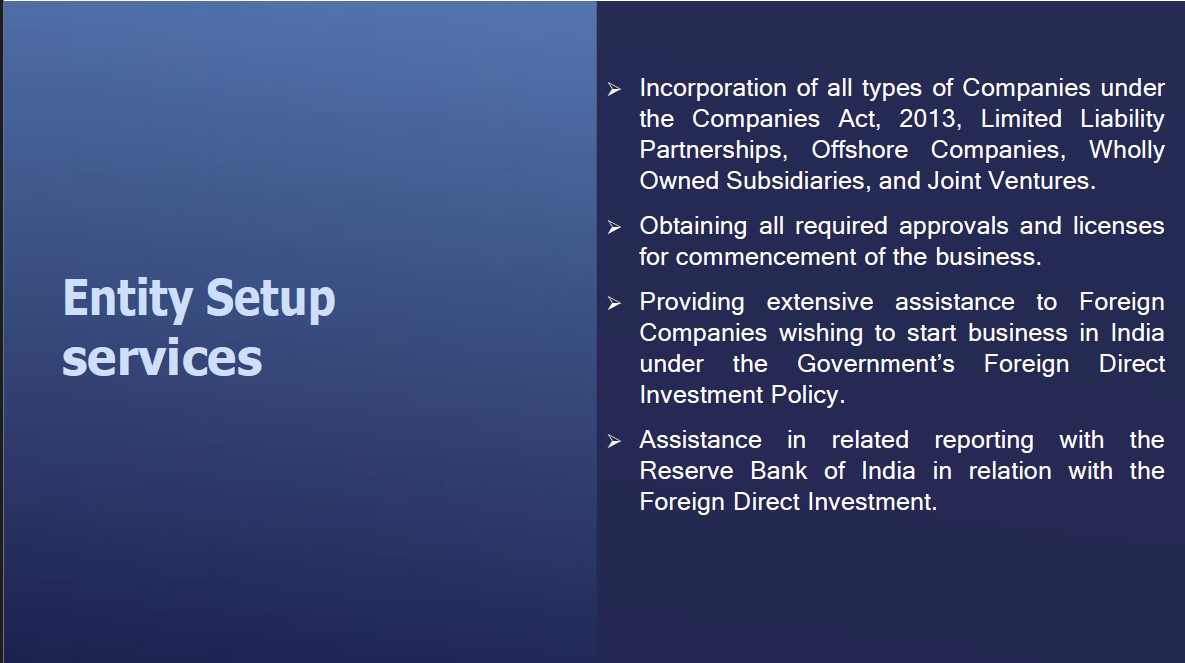 Entity Setup
services
➢ Incorporation of all types of Companies under
the Companies Act, 2013, Limited Liability
Partnerships, Offshore Companies, Wholly
Owned Subsidiaries, and Joint Ventures.
➢ Obtaining all required approvals and licenses
for commencement of the business.
➢ Providing extensive assistance to Foreign
Companies wishing to start business in India
under the Government’s Foreign Direct
Investment Policy.
➢ Assistance in related reporting with the
Reserve Bank of India in relation with the
Foreign Direct Investment.